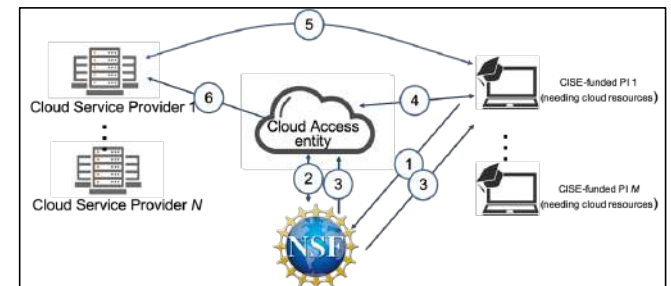 5
Cloud Service Provider 1
6
Cloud Access
entity
4
CISE-funded PI 1
(needing cloud resources)
2
3
1
3
Cloud Service Provider N
CISE-funded PI M
(needing cloud resources)
NSF